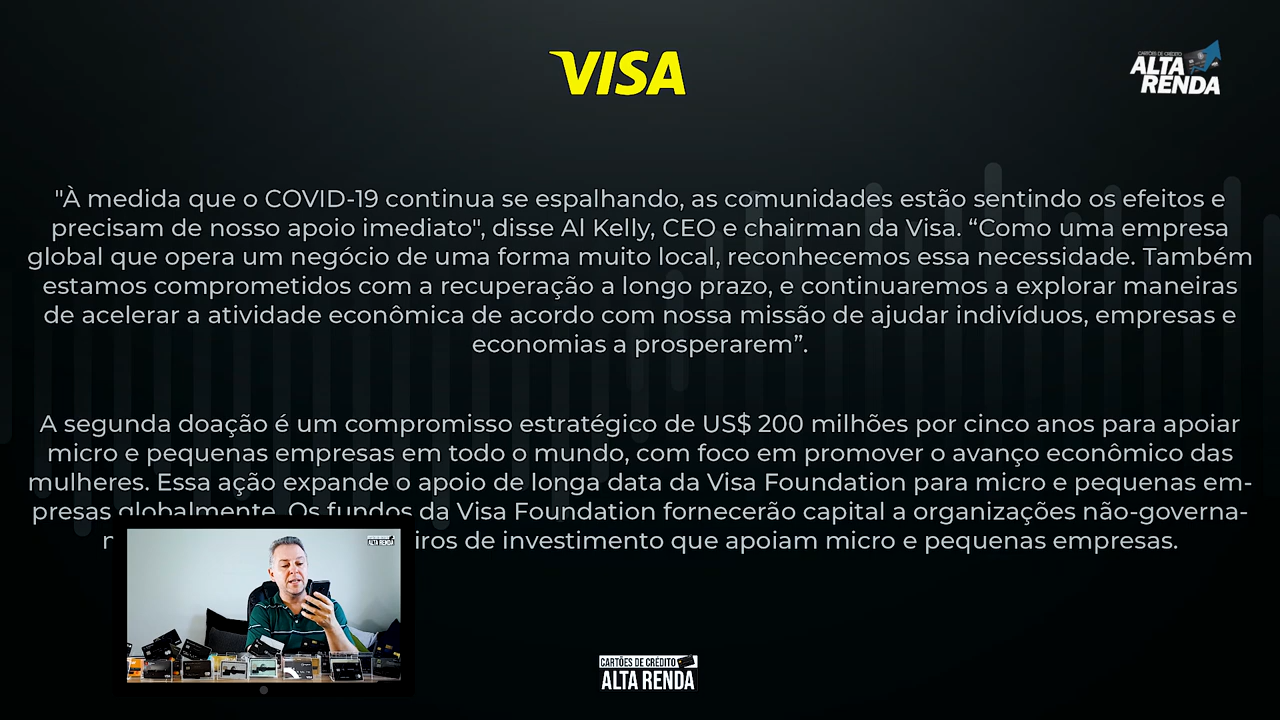 VISA
CARTÕES DE CRÉDITO
ALTA
RENDA
"À medida que o COVID-19 continua se espalhando, as comunidades estão sentindo os efeitos e
precisam de nosso apoio imediato", disse Al Kelly, CEO e chairman da Visa. “Como uma empresa
global que opera um negócio de uma forma muito local, reconhecemos essa necessidade. Também
estamos comprometidos com a recuperação a longo prazo, e continuaremos a explorar maneiras
de acelerar a atividade econômica de acordo com nossa missão de ajudar indivíduos, empresas e
economias a prosperarem”.
A segunda doação é um compromisso estratégico de US$ 200 milhões por cinco anos para apoiar
micro e pequenas empresas em todo o mundo, com foco em promover o avanço econômico das
mulheres. Essa ação expande o apoio de longa data da Visa Foundation para micro e pequenas em-
presas globalmente. Os fundos da Visa Foundation fornecerão capital a organizações não-governa-
de investimento que apoiam micro e pequenas empresas.
ALTA RENDA
CARTÕES DE CRÉDITO
ALTA RENDA